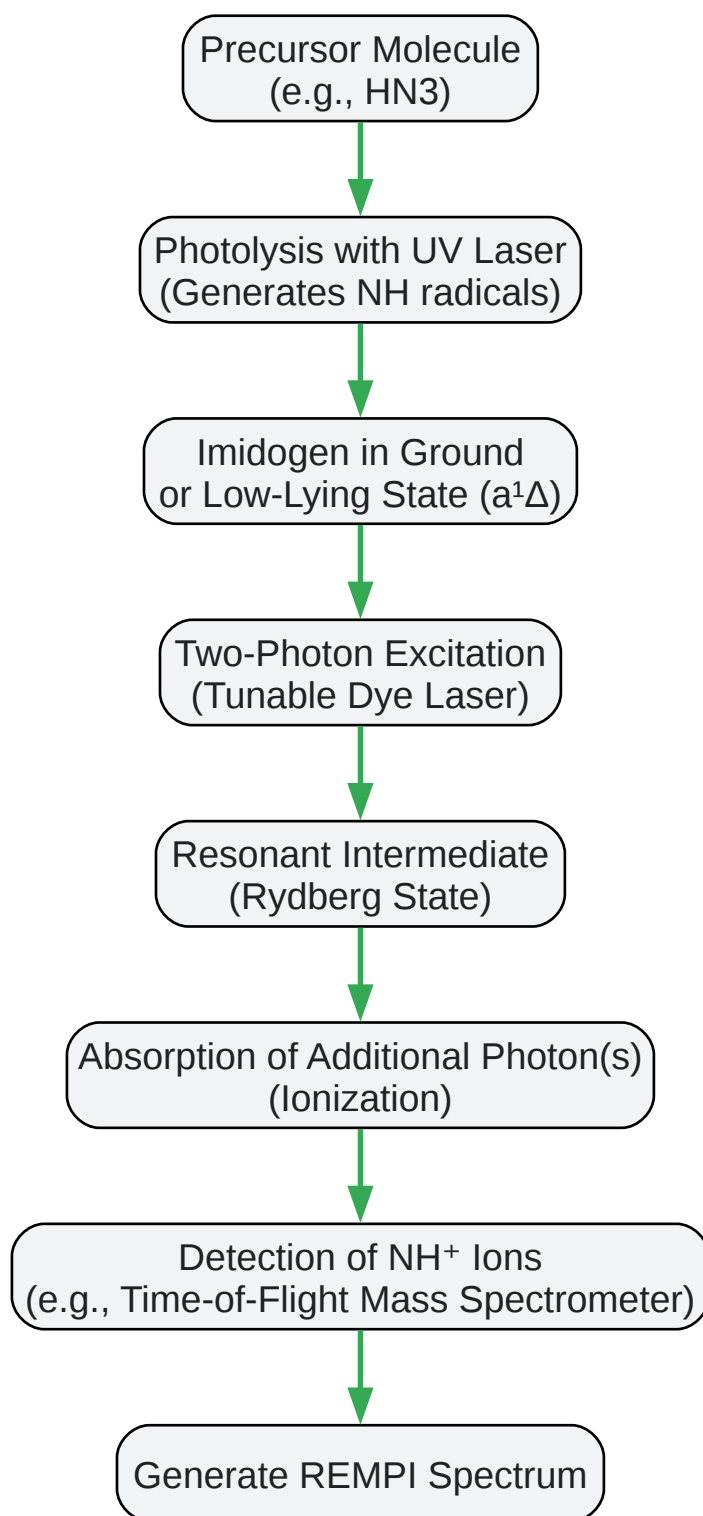 Precursor Molecule
(e.g., HN3)
Photolysis with UV Laser
(Generates NH radicals)
Imidogen in Ground
or Low-Lying State (a¹Δ)
Two-Photon Excitation
(Tunable Dye Laser)
Resonant Intermediate
(Rydberg State)
Absorption of Additional Photon(s)
(Ionization)
Detection of NH⁺ Ions
(e.g., Time-of-Flight Mass Spectrometer)
Generate REMPI Spectrum